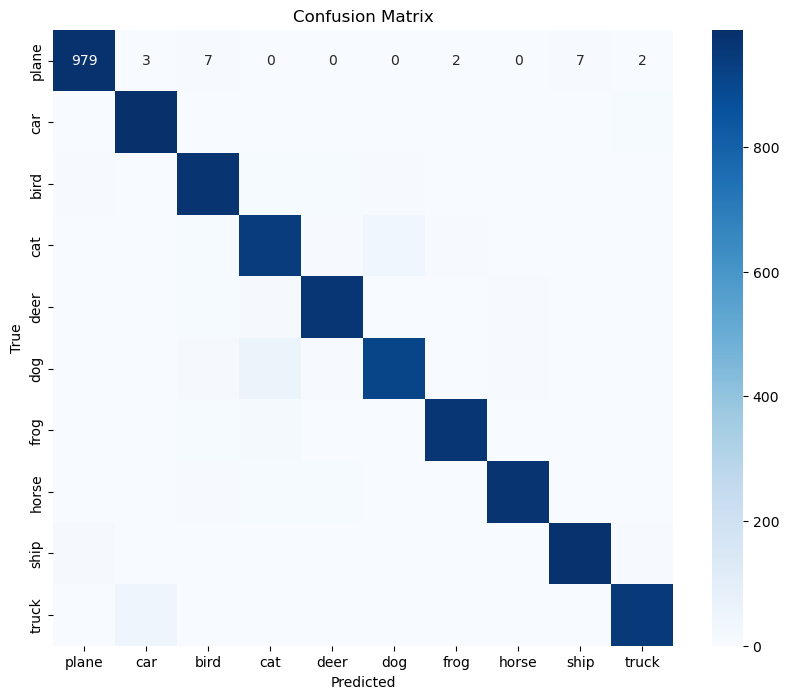 Confusion Matrix
plane 979 3 7 0 0 0 2 0 7 2
car
bird
cat
deer
dog
frog
horse
ship
truck
True
plane car bird cat deer dog frog horse ship truck
Predicted
800
600
400
200
0